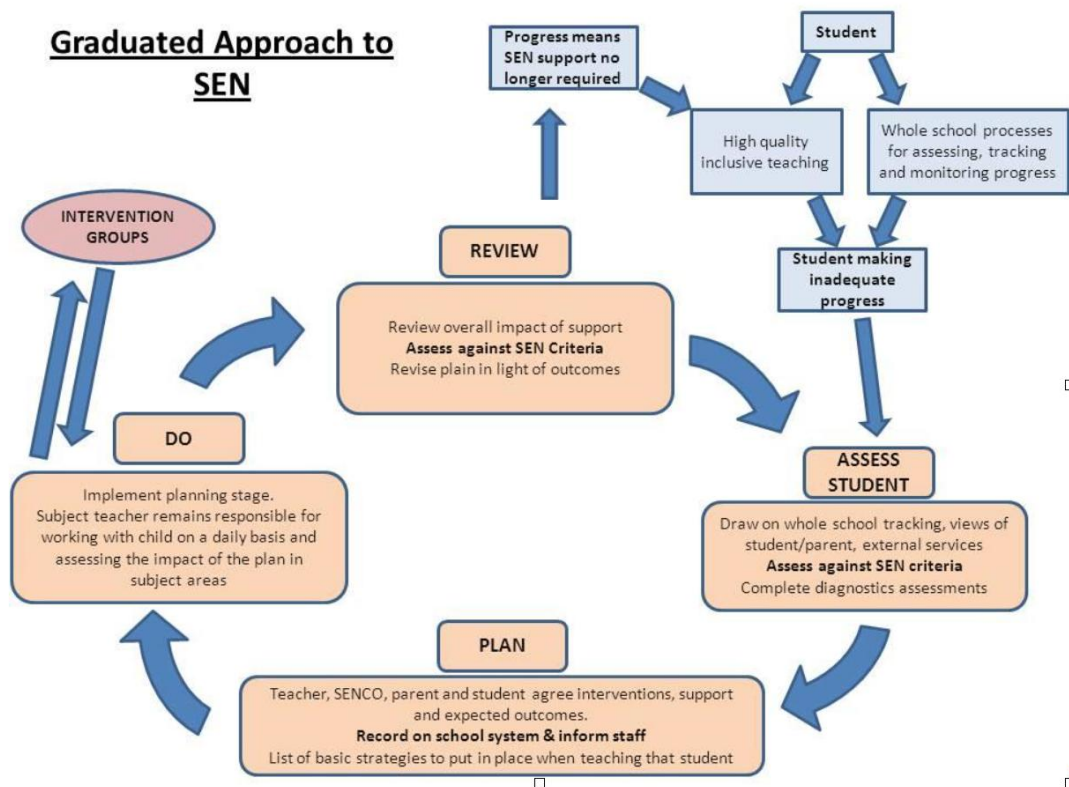 Graduated Approach to
SEN
Progress means
SEN support no
longer required
Student
High quality
inclusive teaching
Whole school processes
for assessing, tracking
and monitoring progress
Student making
inadequate
progress
INTERVENTION
GROUPS
REVIEW
Review overall impact of support
Assess against SEN Criteria
Revise plain in light of outcomes
DO
Implement planning stage.
Subject teacher remains responsible for
working with child on a daily basis and
assessing the impact of the plan in
subject areas
ASSESS
STUDENT
Draw on whole school tracking, views of
student/parent, external services
Assess against SEN criteria
Complete diagnostics assessments
PLAN
Teacher, SENCO, parent and student agree interventions, support
and expected outcomes.
Record on school system & inform staff
List of basic strategies to put in place when teaching that student